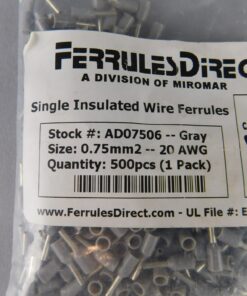 FERRULESDIRECT
A DIVISION OF MIROMAR
Single Insulated Wire Ferrules
Stock #: AD07506 -- Gray
Size: 0.75mm2 -- 20 AWG
Quantity: 500pcs (1 Pack)
www.FerrulesDirect.com - UL File #: E